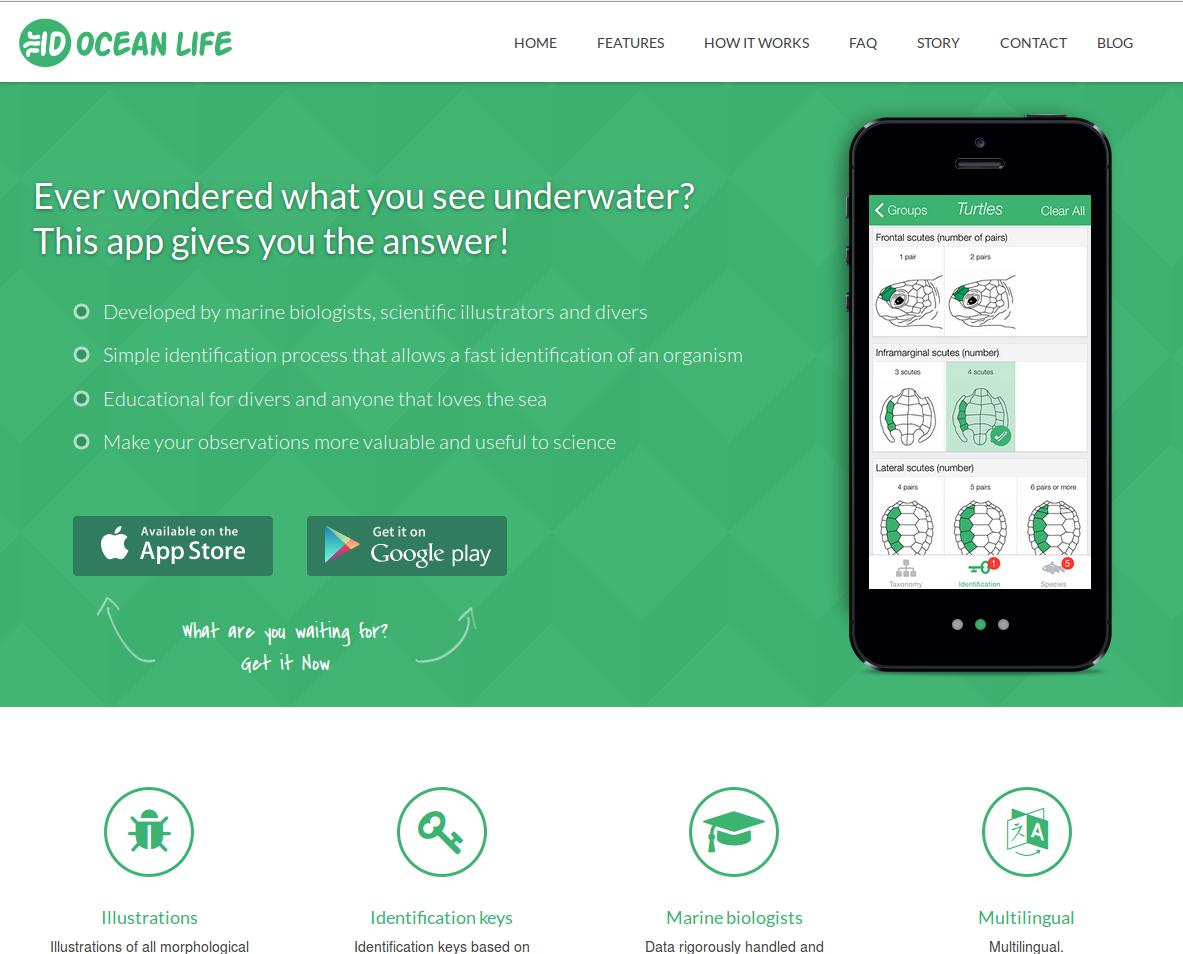 ID OCEAN LIFE
HOME FEATURES HOW IT WORKS FAQ STORY CONTACT BLOG
Ever wondered what you see underwater?
This app gives you the answer!
Developed by marine biologists, scientific illustrators and divers
Simple identification process that allows a fast identification of an organism
Educational for divers and anyone that loves the sea
Make your observations more valuable and useful to science
Available on the
App Store
Get it on
Google play
What are you waiting for?
Get it Now
Groups Turtles Clear All
Frontal scutes (number of pairs)
1 pair 2 pairs
Inframarginal scutes (number)
3 scutes 4 scutes
Lateral scutes (number)
4 pairs 5 pairs 6 pairs or more
1 5
Taxonomy Identification Species
A
Illustrations Identification keys Marine biologists Multilingual
Illustrations of all morphological Identification keys based on Data rigorously handled and Multilingual.